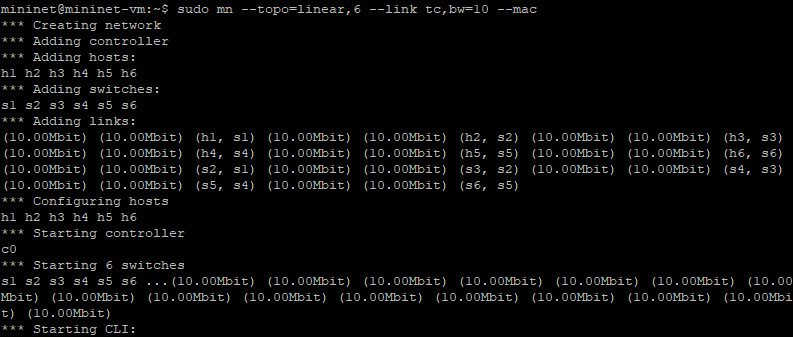 mininet@mininet-vm:~$ sudo mn --topo=linear,6 --link tc,bw=10 --mac
*** Creating network
*** Adding controller
*** Adding hosts:
h1 h2 h3 h4 h5 h6
*** Adding switches:
s1 s2 s3 s4 s5 s6
*** Adding links:
(10.00Mbit) (10.00Mbit) (h1, s1) (10.00Mbit) (10.00Mbit) (h2, s2) (10.00Mbit) (10.00Mbit) (h3, s3)
(10.00Mbit) (10.00Mbit) (h4, s4) (10.00Mbit) (10.00Mbit) (h5, s5) (10.00Mbit) (10.00Mbit) (h6, s6)
(10.00Mbit) (10.00Mbit) (s2, s1) (10.00Mbit) (10.00Mbit) (s3, s2) (10.00Mbit) (10.00Mbit) (s4, s3)
(10.00Mbit) (10.00Mbit) (s5, s4) (10.00Mbit) (10.00Mbit) (s6, s5)
*** Configuring hosts
h1 h2 h3 h4 h5 h6
*** Starting controller
c0
*** Starting 6 switches
s1 s2 s3 s4 s5 s6 ...(10.00Mbit) (10.00Mbit) (10.00Mbit) (10.00Mbit) (10.00Mbit) (10.00Mbit) (10.00
Mbit) (10.00Mbit) (10.00Mbit) (10.00Mbit) (10.00Mbit) (10.00Mbit) (10.00Mbit) (10.00Mbit) (10.00Mbi
t) (10.00Mbit)
*** Starting CLI: